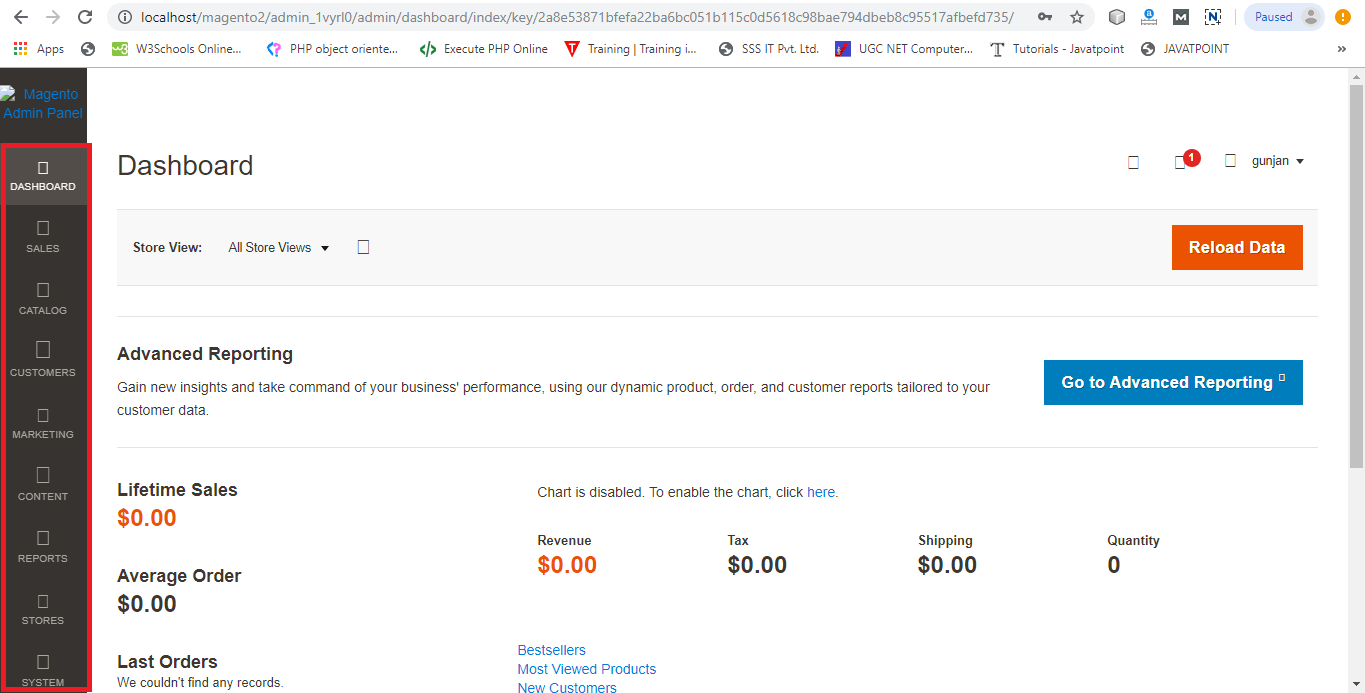 localhost/magento2/admin_1vyrl0/admin/dashboard/index/key/2a8e53871bfefa22ba6bc051b115c0d5618c98bae794dbeb8c95517afbefd735/
Paused
Apps W3Schools Online... PHP object oriente... Execute PHP Online Training | Training i... SSS IT Pvt. Ltd. UGC NET Computer... Tutorials - Javatpoint JAVATPOINT »
Magento
Admin Panel
DASHBOARD
SALES
CATALOG
CUSTOMERS
MARKETING
CONTENT
REPORTS
STORES
SYSTEM
Dashboard
1
gunjan
Store View: All Store Views
Reload Data
Advanced Reporting
Gain new insights and take command of your business' performance, using our dynamic product, order, and customer reports tailored to your
customer data.
Go to Advanced Reporting
Lifetime Sales
$0.00
Average Order
$0.00
Last Orders
We couldn't find any records.
Chart is disabled. To enable the chart, click here.
Revenue Tax Shipping Quantity
$0.00 $0.00 $0.00 0
Bestsellers
Most Viewed Products
New Customers